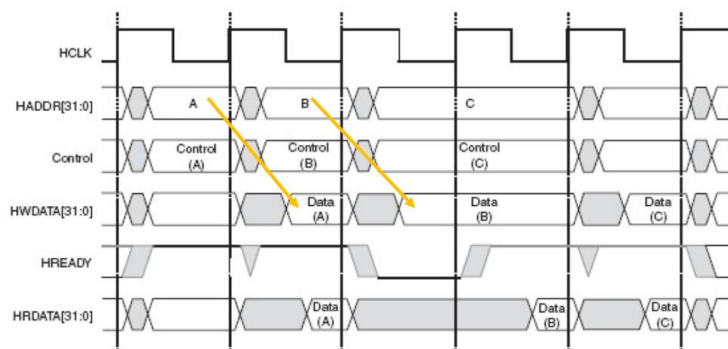 HCLK
HADDR[31:0] A B C
Control Control (A) Control (B) Control (C)
HWDATA[31:0] Data (A) Data (B) Data (C)
HREADY
HRDATA[31:0] Data (A) Data (B) Data (C)